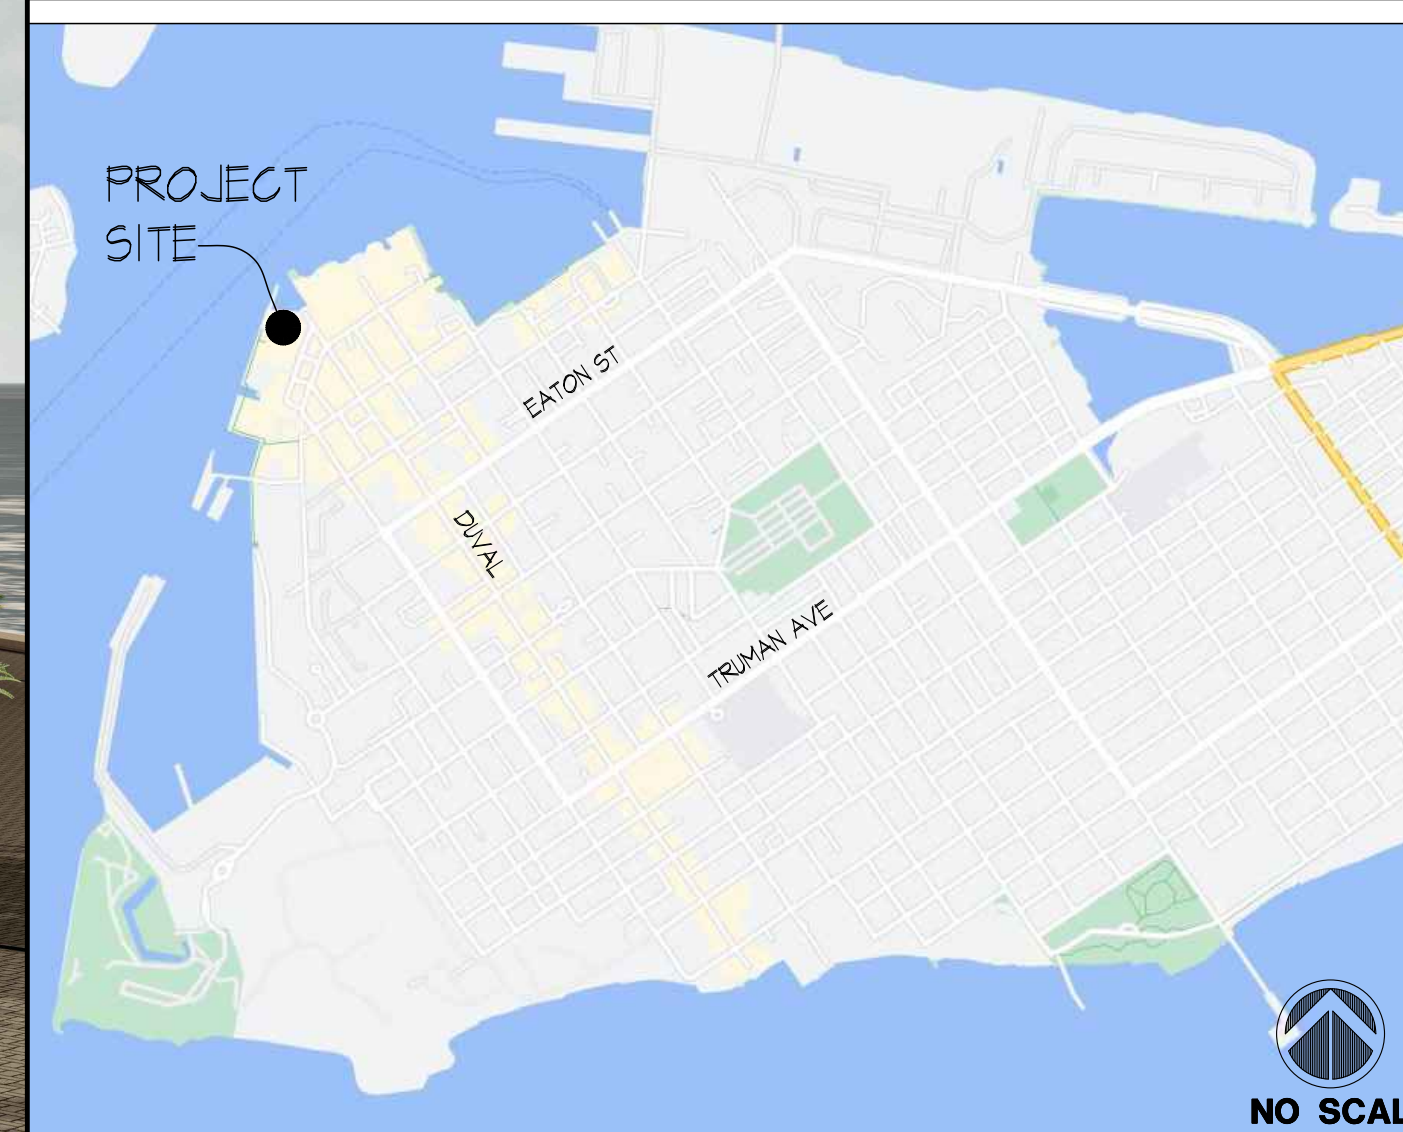 PROJECT
SITE
EATON ST
DUVAL
TRUMAN AVE
NO SCAL